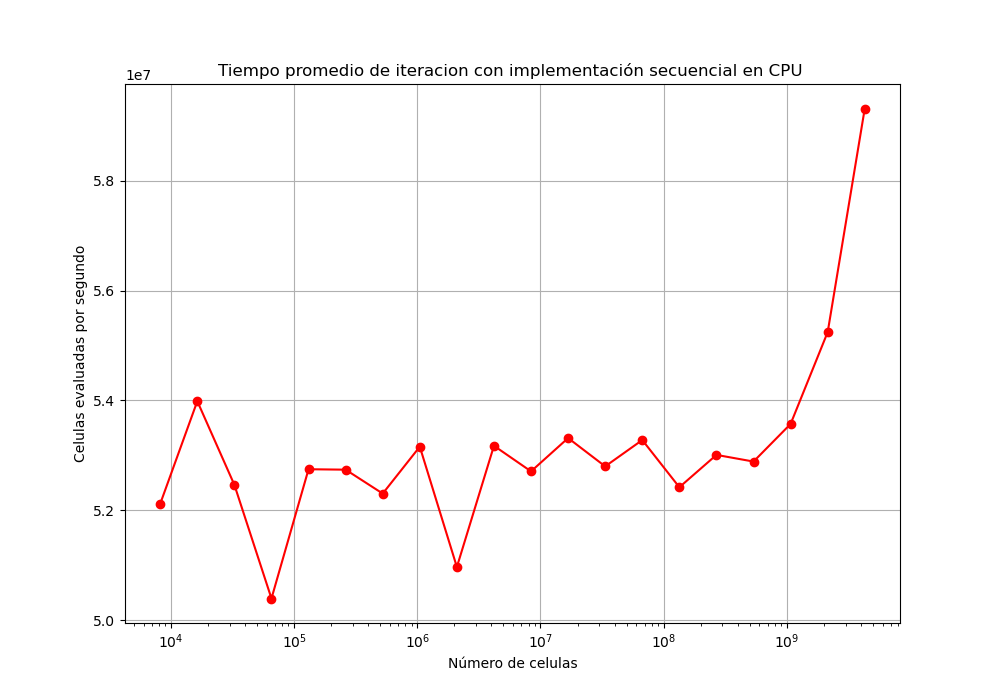 Tiempo promedio de iteracion con implementación secuencial en CPU
1e7
5.8
5.6
5.4
5.2
5.0
Celulas evaluadas por segundo
10^4 10^5 10^6 10^7 10^8 10^9
Número de celulas